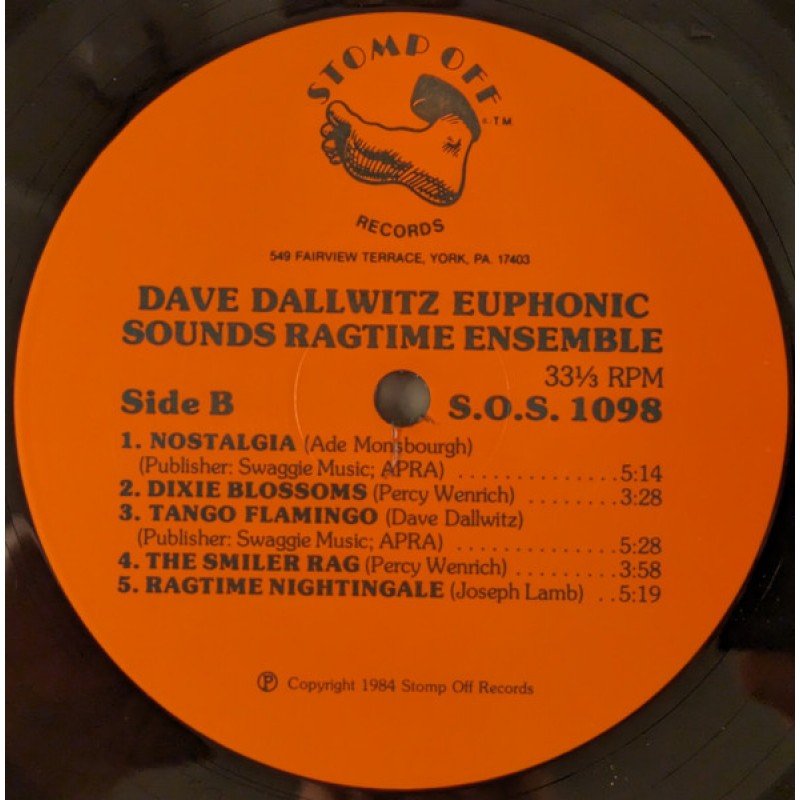 STOMP OFF
®.T.M.
RECORDS
549 FAIRVIEW TERRACE, YORK, PA. 17403
DAVE DALLWITZ EUPHONIC
SOUNDS RAGTIME ENSEMBLE
33⅓ RPM
Side B S.O.S. 1098
1. NOSTALGIA (Ade Monsbourgh)
(Publisher: Swaggie Music; APRA) . . . . . . . . . . . . . . . 5:14
2. DIXIE BLOSSOMS (Percy Wenrich) . . . . . . . . 3:28
3. TANGO FLAMINGO (Dave Dallwitz)
(Publisher: Swaggie Music; APRA) . . . . . . . . . . . . . . . 5:28
4. THE SMILER RAG (Percy Wenrich) . . . . . . . . . 3:58
5. RAGTIME NIGHTINGALE (Joseph Lamb) . . 5:19
℗ Copyright 1984 Stomp Off Records